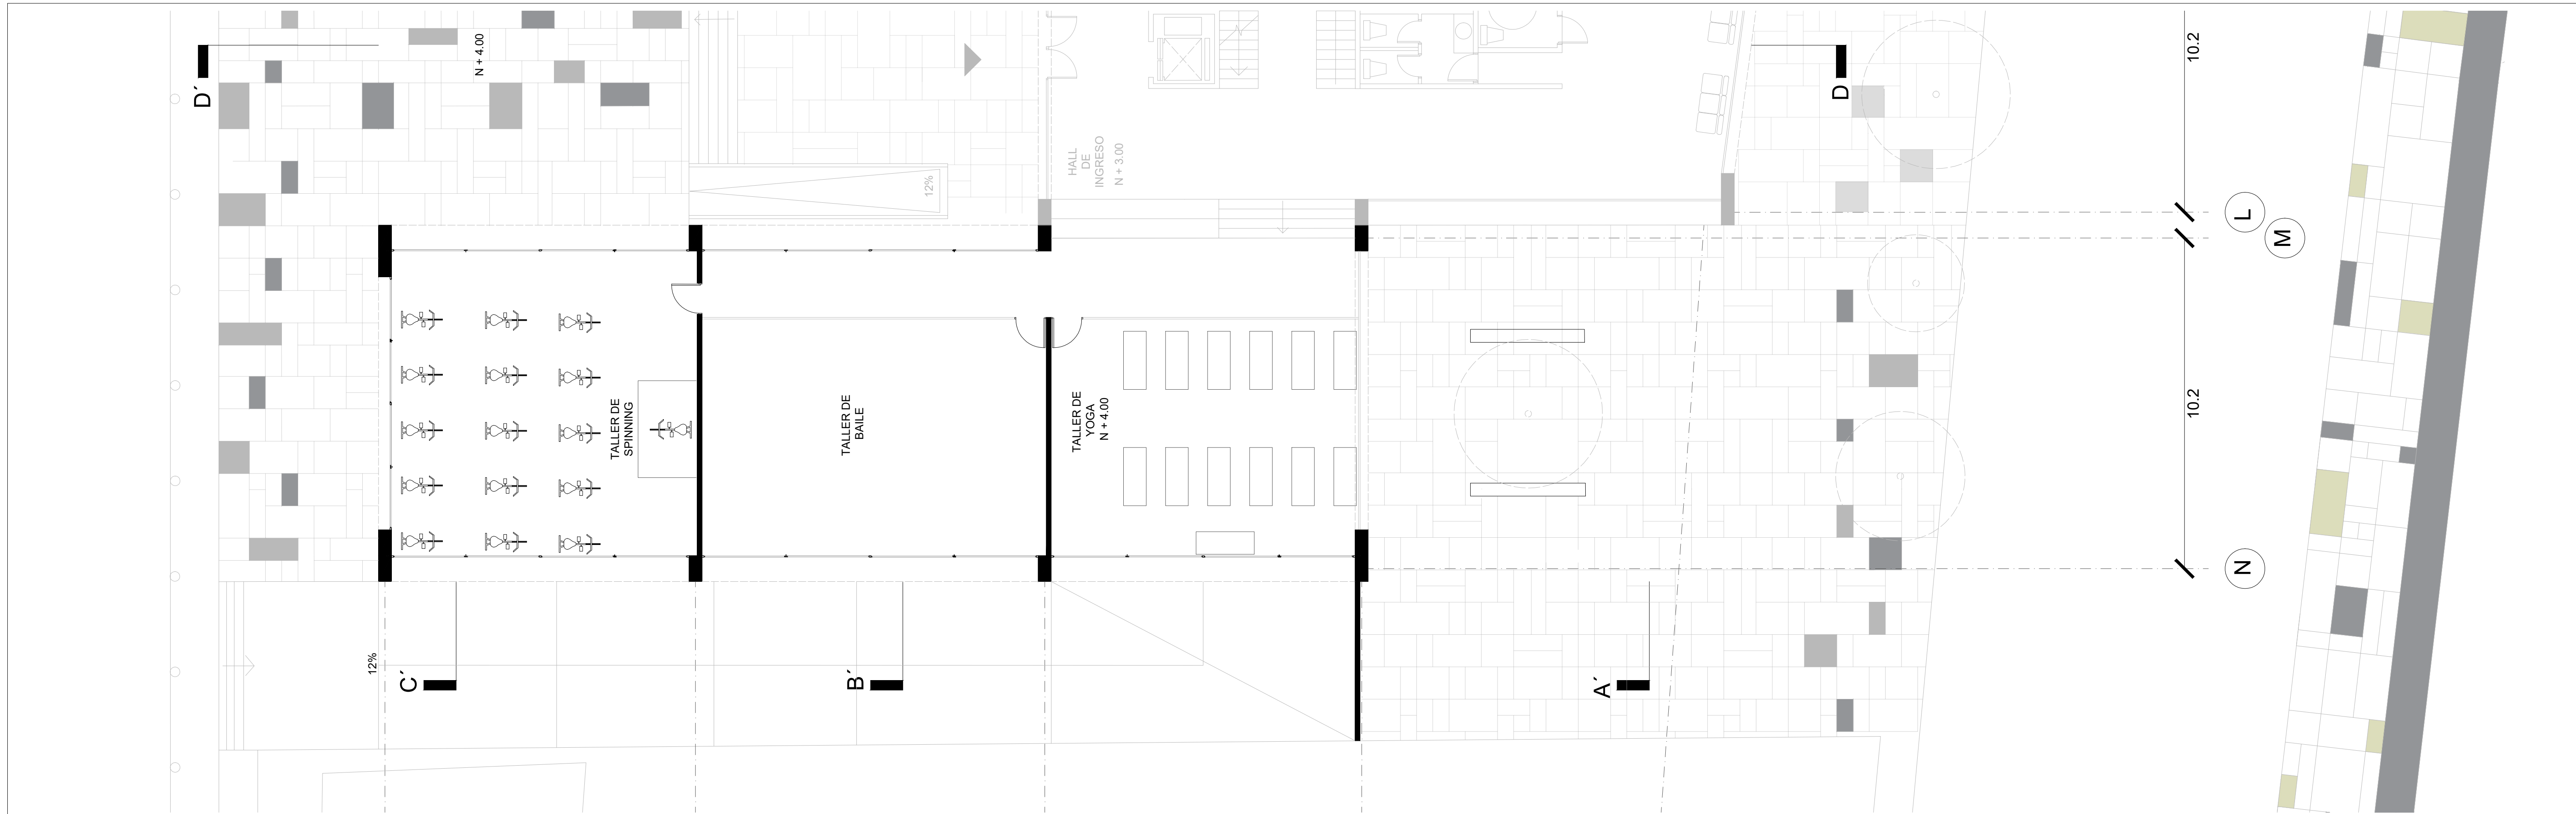 D´
N + 4.00
12%
HALL
DE
INGRESO
N + 3.00
D
10.2
L
M
TALLER DE
SPINNING
TALLER DE
BAILE
TALLER DE
YOGA
N + 4.00
10.2
N
12%
C´
B´
A´